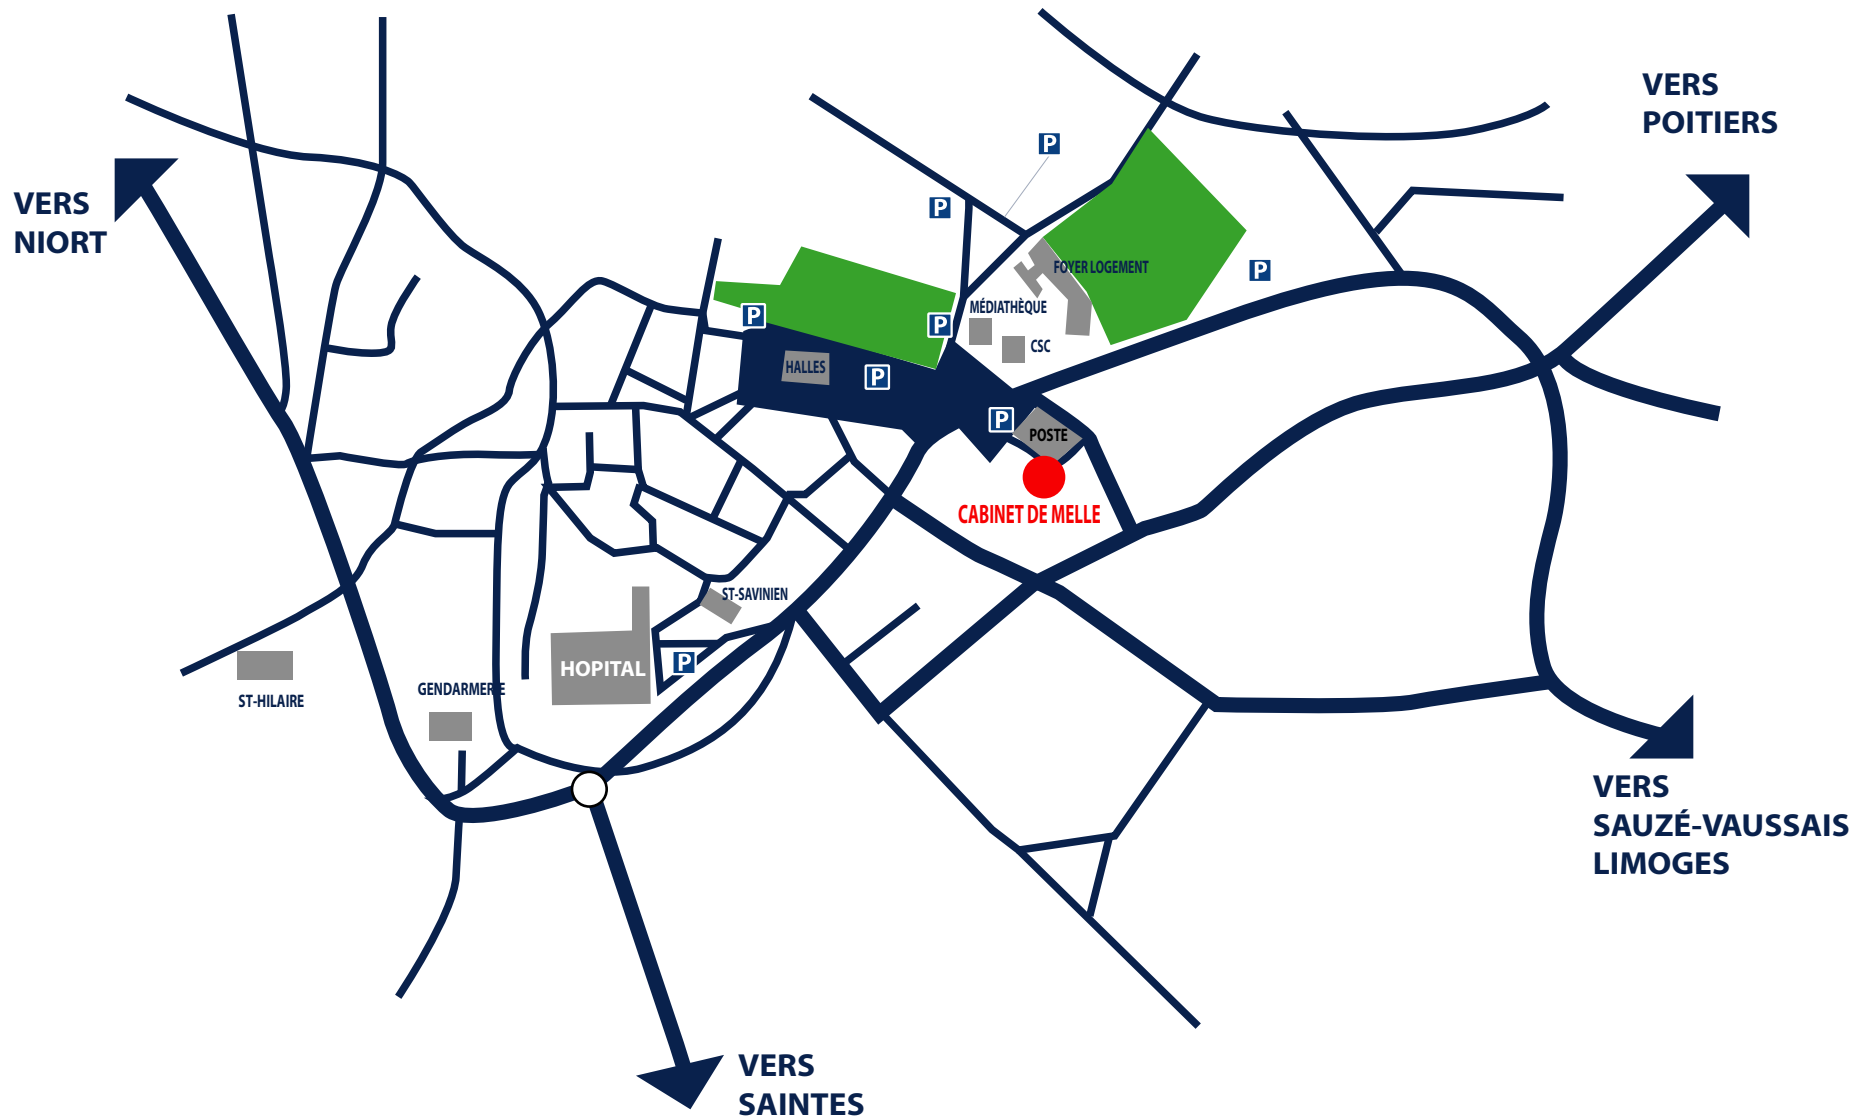 VERS
POITIERS
P
VERS
NIORT
P
FOYER LOGEMENT
P
MÉDIATHÈQUE
P
P
CSC
HALLES
P
P
POSTE
CABINET DE MELLE
ST-SAVINIEN
HOPITAL
P
GENDARMERIE
ST-HILAIRE
VERS
SAUZÉ-VAUSSAIS
LIMOGES
VERS
SAINTES